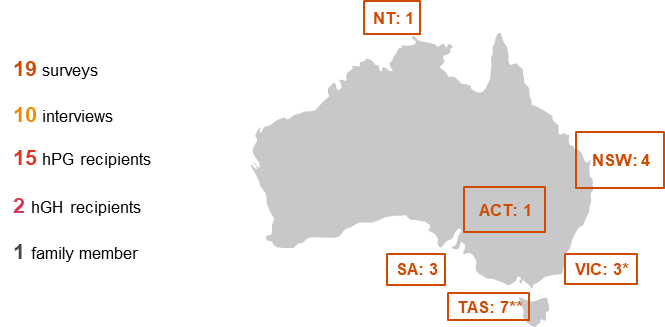 NT: 1
19 surveys
10 interviews
15 hPG recipients
NSW: 4
2 hGH recipients
ACT: 1
1 family member
SA: 3
VIC: 3*
TAS: 7**